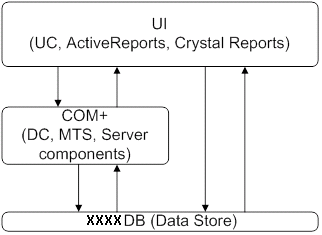 UI
(UC, ActiveReports, Crystal Reports)
COM+
(DC, MTS, Server
components)
XXXXDB (Data Store)